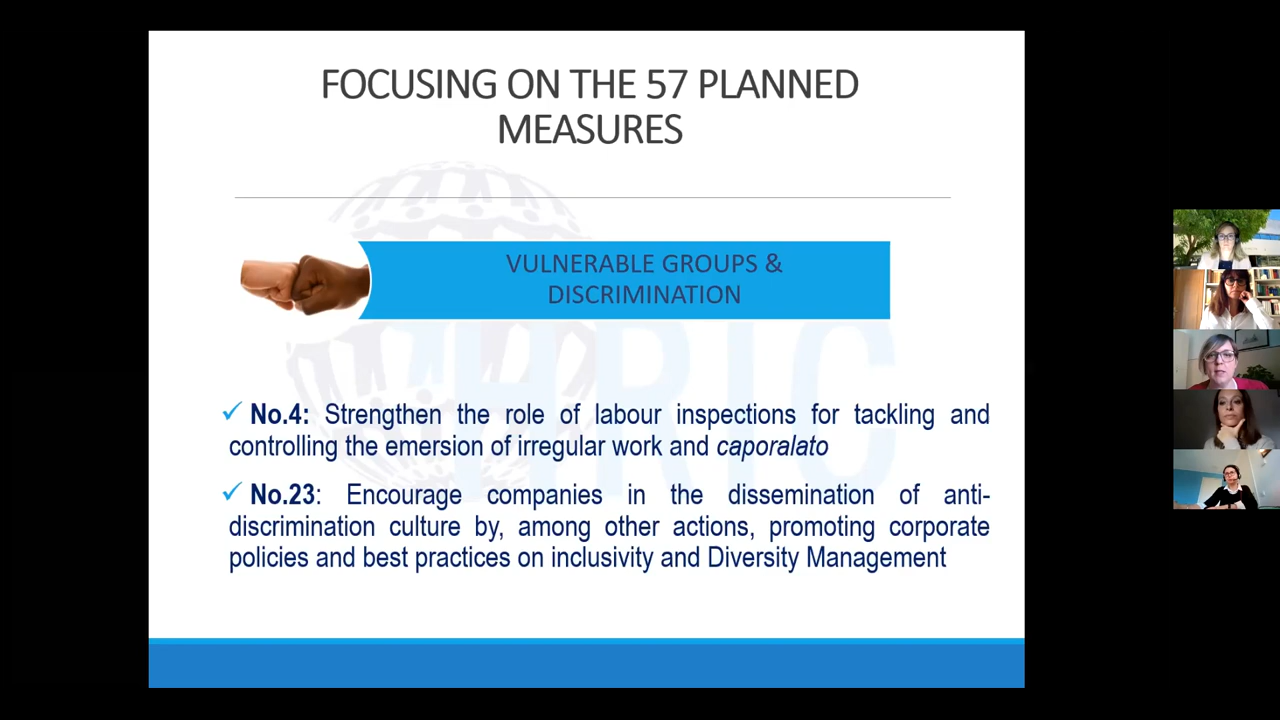 FOCUSING ON THE 57 PLANNED
MEASURES
VULNERABLE GROUPS &
DISCRIMINATION
HRIC
✓ No.4: Strengthen the role of labour inspections for tackling and
controlling the emersion of irregular work and caporalato
✓ No.23: Encourage companies in the dissemination of anti-
discrimination culture by, among other actions, promoting corporate
policies and best practices on inclusivity and Diversity Management